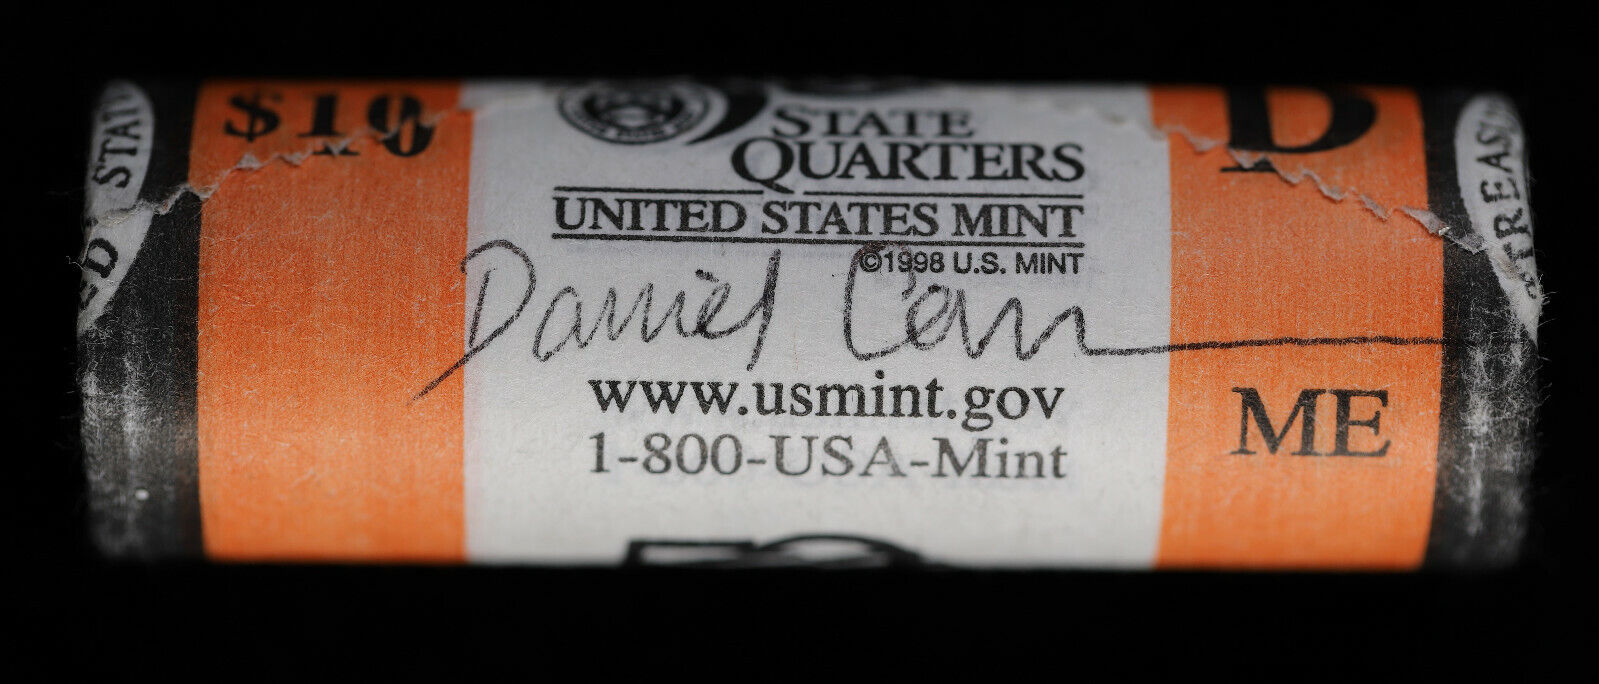 $10
D
STATE
QUARTERS
UNITED STATES MINT
©1998 U.S. MINT
Daniel Carr
www.usmint.gov
1-800-USA-Mint
ME